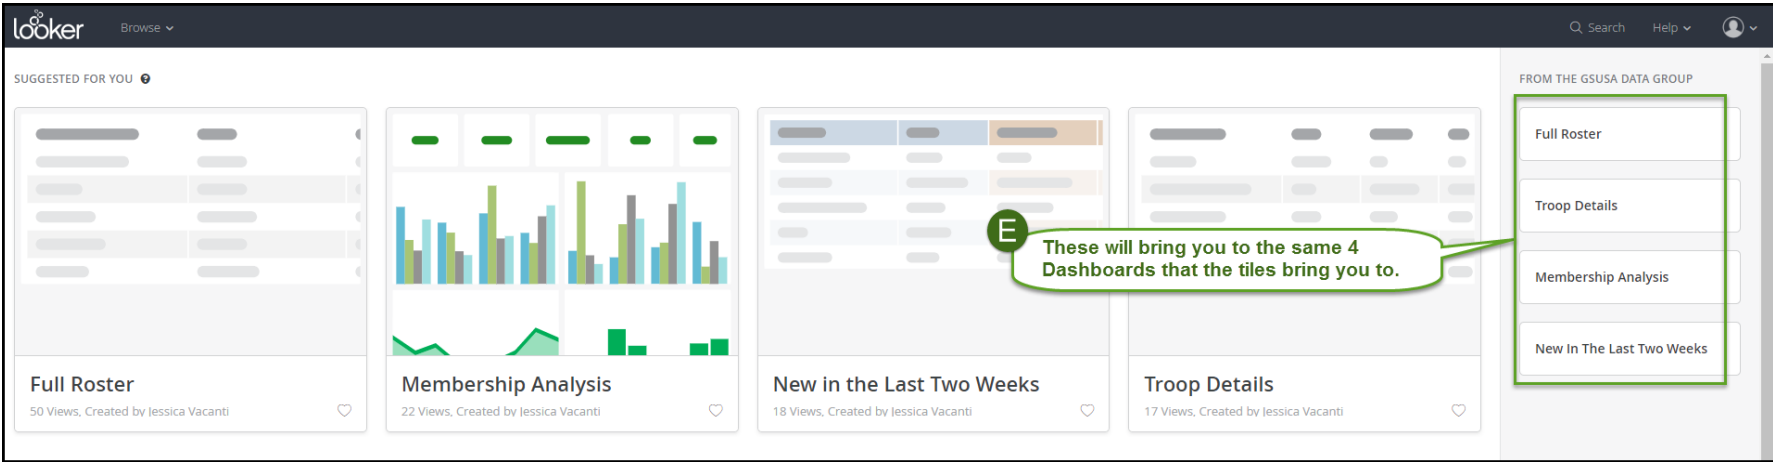 looker
Browse
Search
Help
SUGGESTED FOR YOU ?
FROM THE GSUSA DATA GROUP
Full Roster
Troop Details
Membership Analysis
New In The Last Two Weeks
E
These will bring you to the same 4
Dashboards that the tiles bring you to.
Full Roster
50 Views, Created by Jessica Vacanti
Membership Analysis
22 Views, Created by Jessica Vacanti
New in the Last Two Weeks
18 Views, Created by Jessica Vacanti
Troop Details
17 Views, Created by Jessica Vacanti